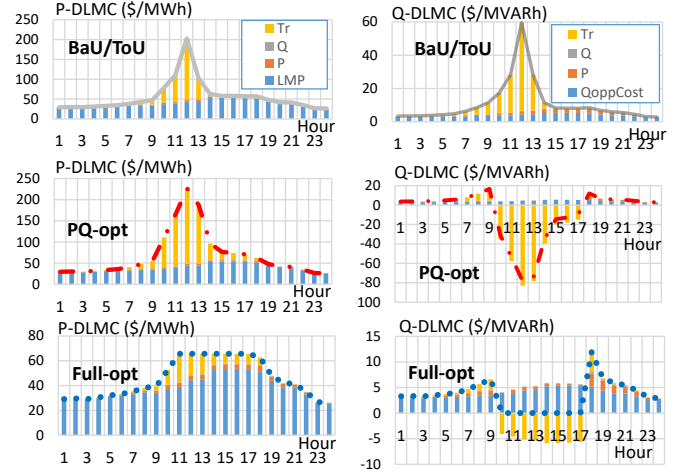 P-DLMC ($/MWh)
250
200
150
100
50
0
BaU/ToU
Tr
Q
P
LMP
Hour
1 3 5 7 9 11 13 15 17 19 21 23
Q-DLMC ($/MVARh)
60
40
20
0
BaU/ToU
Tr
Q
P
QoppCost
Hour
1 3 5 7 9 11 13 15 17 19 21 23
P-DLMC ($/MWh)
250
200
150
100
50
0
PQ-opt
Hour
1 3 5 7 9 11 13 15 17 19 21 23
Q-DLMC ($/MVARh)
20
0
-20
-40
-60
-80
100
1 3 5 7 9 11 13 15 17 19 21 23
Hour
PQ-opt
P-DLMC ($/MWh)
80
60
40
20
0
Full-opt
Hour
1 3 5 7 9 11 13 15 17 19 21 23
Q-DLMC ($/MVARh)
15
10
5
0
-5
-10
Full-opt
1 3 5 7 9 11 13 15 17 19 21 23
Hour